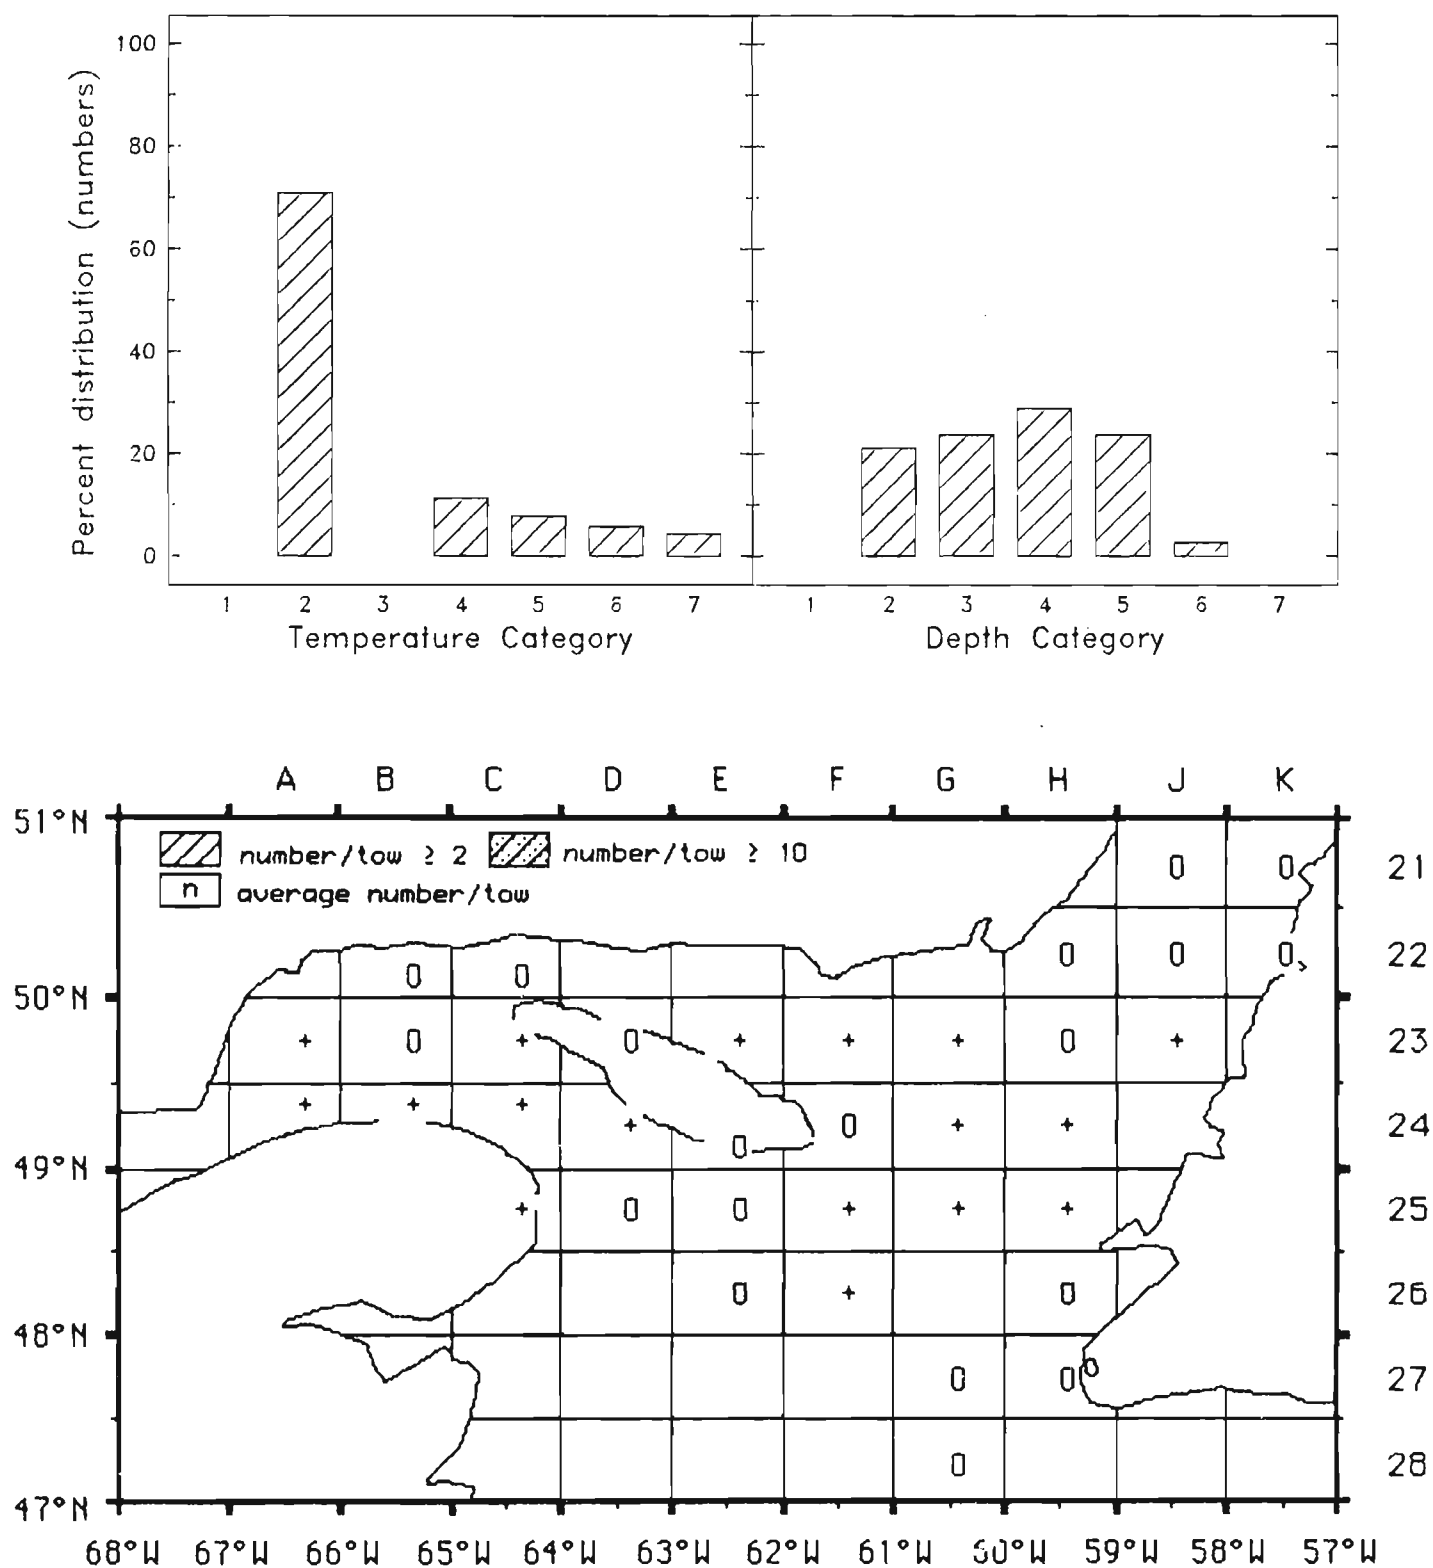 100
80
60
40
20
0
Percent distribution (numbers)
1 2 3 4 5 6 7 1 2 3 4 5 6 7
Temperature Category Depth Category
A B C D E F G H J K
51°N
number/tow ≥ 2 number/tow ≥ 10
n average number/tow
0 0 21
0 0 0 0 0 22
50°N
+ 0 + 0 + + + 0 + 23
+ + + + 0 0 + + 24
49°N
+ 0 0 + + + 25
0 + 0 26
48°N
0 0 27
0 28
47°N
68°W 67°W 66°W 65°W 64°W 63°W 62°W 61°W 60°W 59°W 58°W 57°W